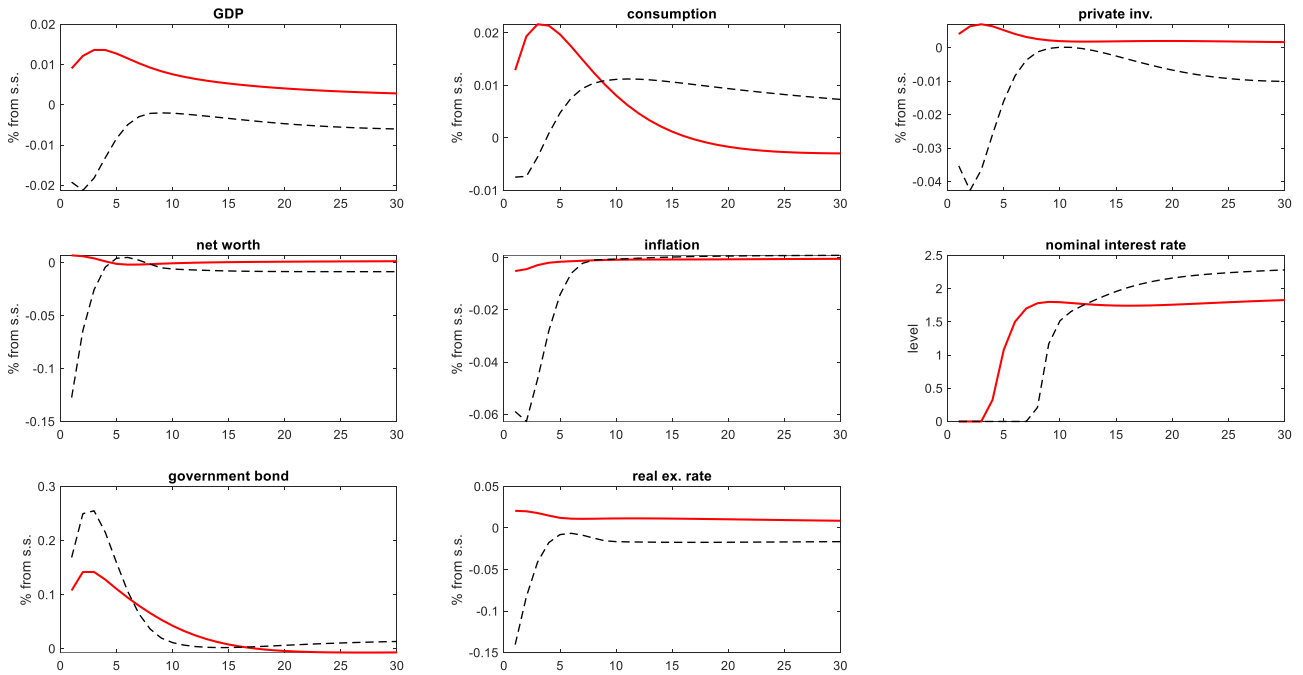 GDP
% from s.s.
0.02
0.01
0
-0.01
-0.02
0 5 10 15 20 25 30
consumption
% from s.s.
0.02
0.01
0
-0.01
0 5 10 15 20 25 30
private inv.
% from s.s.
0
-0.01
-0.02
-0.03
-0.04
0 5 10 15 20 25 30
net worth
% from s.s.
0
-0.05
-0.1
-0.15
0 5 10 15 20 25 30
inflation
% from s.s.
0
-0.02
-0.04
-0.06
0 5 10 15 20 25 30
nominal interest rate
level
2.5
2
1.5
1
0.5
0
0 5 10 15 20 25 30
government bond
% from s.s.
0.3
0.2
0.1
0
0 5 10 15 20 25 30
real ex. rate
% from s.s.
0.05
0
-0.05
-0.1
-0.15
0 5 10 15 20 25 30